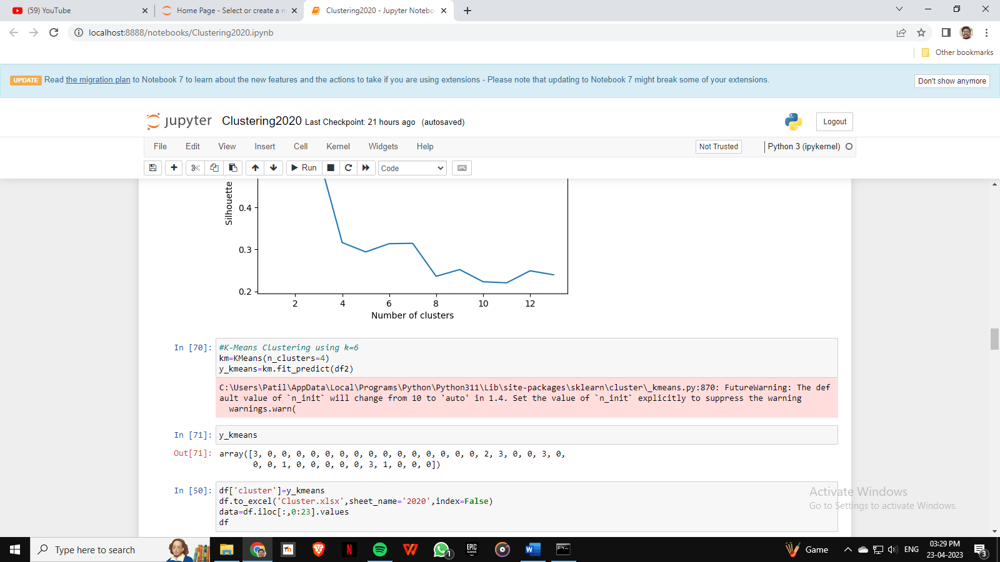 (59) YouTube
Home Page - Select or create a n
Clustering2020 - Jupyter Notebo
localhost:8888/notebooks/Clustering2020.ipynb
Other bookmarks
UPDATE Read the migration plan to Notebook 7 to learn about the new features and the actions to take if you are using extensions - Please note that updating to Notebook 7 might break some of your extensions.
Don't show anymore
jupyter Clustering2020 Last Checkpoint: 21 hours ago (autosaved)
Logout
File Edit View Insert Cell Kernel Widgets Help
Not Trusted
Python 3 (ipykernel)
Run
Code
Silhouette
0.4
0.3
0.2
2 4 6 8 10 12
Number of clusters
In [70]: #K-Means Clustering using k=6
km=KMeans(n_clusters=4)
y_kmeans=km.fit_predict(df2)
C:\Users\Patil\AppData\Local\Programs\Python\Python311\Lib\site-packages\sklearn\cluster\_kmeans.py:870: FutureWarning: The def
ault value of `n_init` will change from 10 to 'auto' in 1.4. Set the value of `n_init` explicitly to suppress the warning
warnings.warn(
In [71]: y_kmeans
Out[71]: array([3, 0, 0, 0, 0, 0, 0, 0, 0, 0, 0, 0, 0, 0, 0, 0, 2, 3, 0, 0, 3, 0,
0, 0, 1, 0, 0, 0, 0, 0, 3, 1, 0, 0, 0])
In [50]: df['cluster']=y_kmeans
df.to_excel('Cluster.xlsx',sheet_name='2020',index=False)
data=df.iloc[:,0:23].values
df
Activate Windows
Go to Settings to activate Windows.
Type here to search
m
N
W
1
EPIC
GAMES
W
Game
ENG
03:29 PM
23-04-2023
3